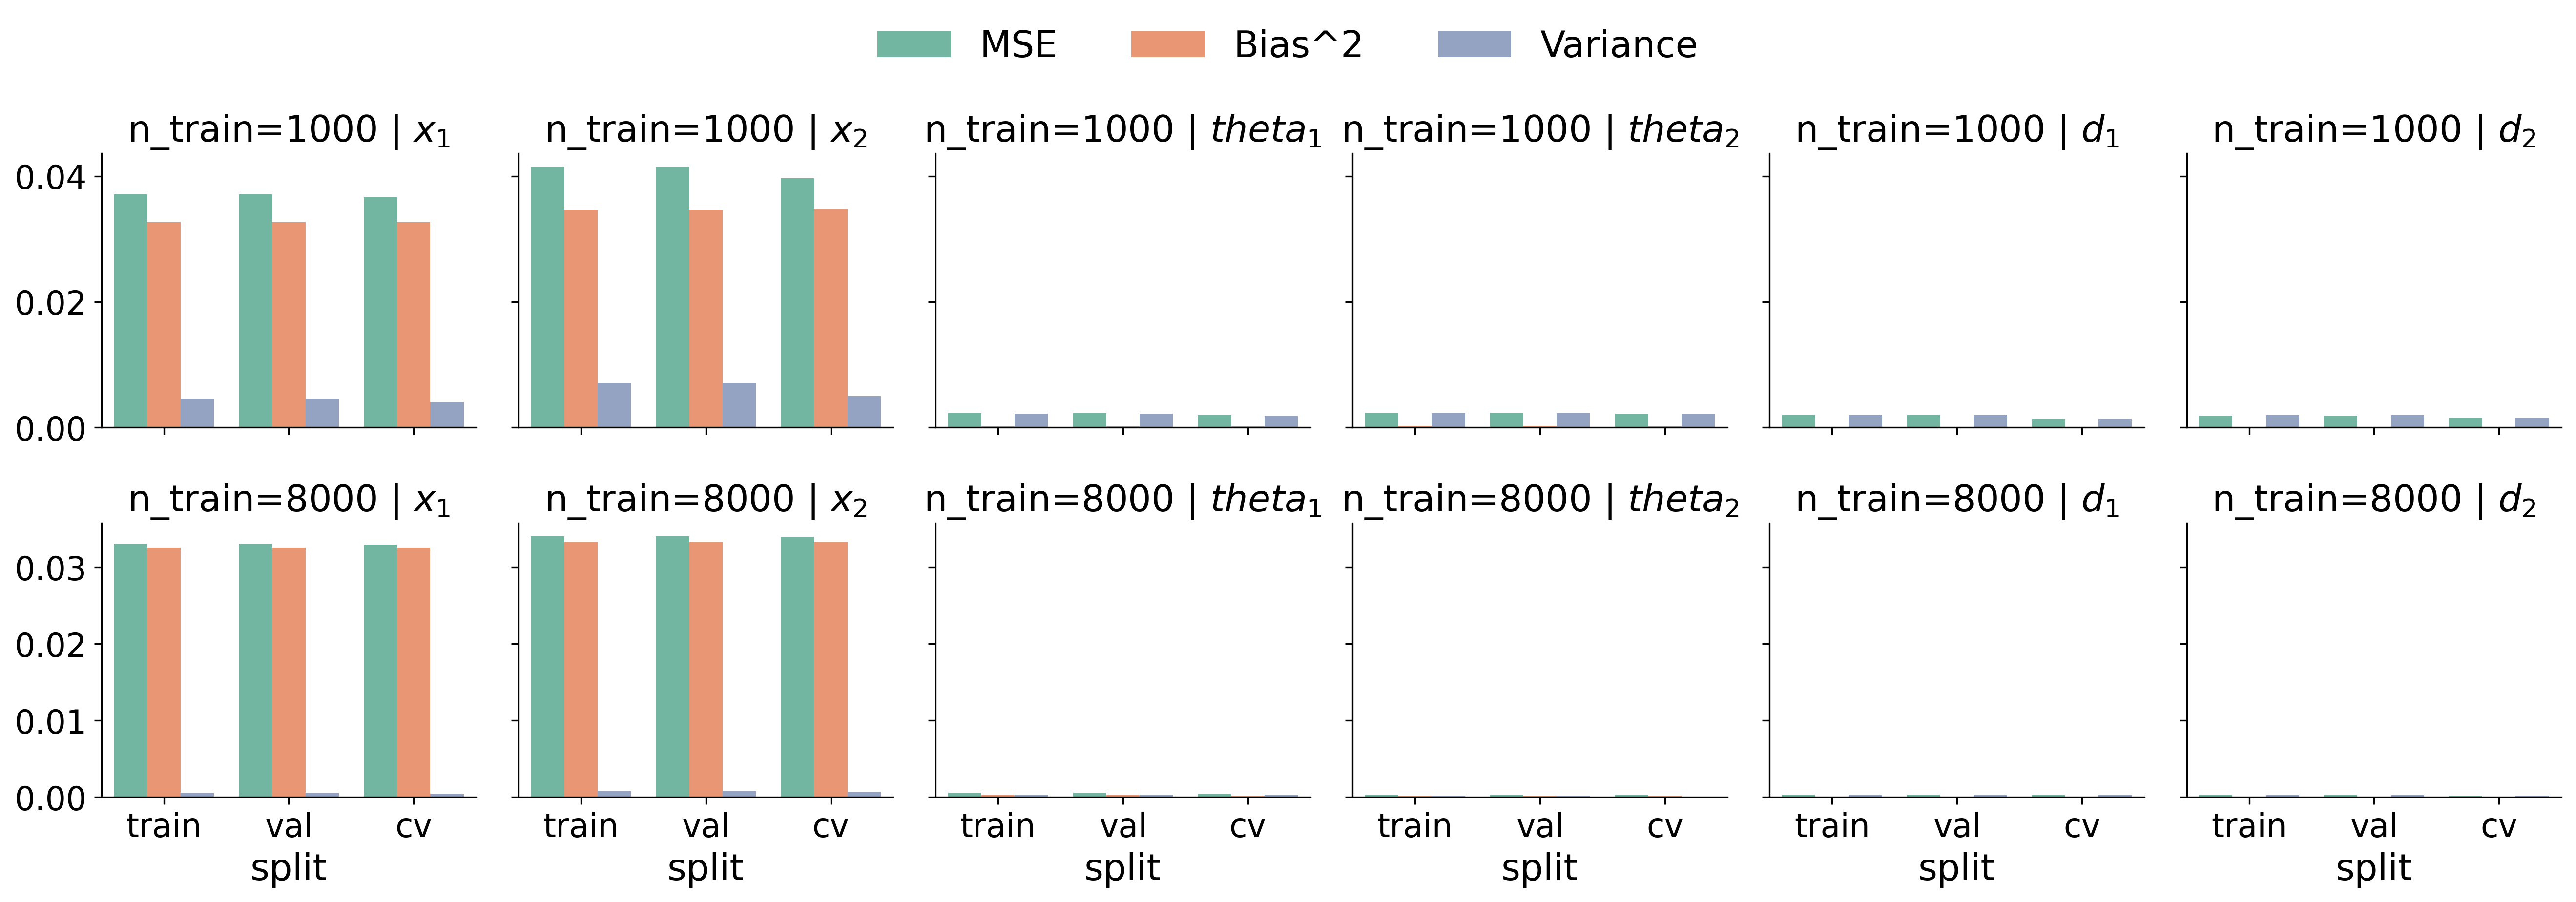 MSE Bias^2 Variance
n_train=1000 | x₁ n_train=1000 | x₂ n_train=1000 | theta₁ n_train=1000 | theta₂ n_train=1000 | d₁ n_train=1000 | d₂
0.04
0.02
0.00
n_train=8000 | x₁ n_train=8000 | x₂ n_train=8000 | theta₁ n_train=8000 | theta₂ n_train=8000 | d₁ n_train=8000 | d₂
0.03
0.02
0.01
0.00
train val cv train val cv train val cv train val cv train val cv train val cv
split split split split split split